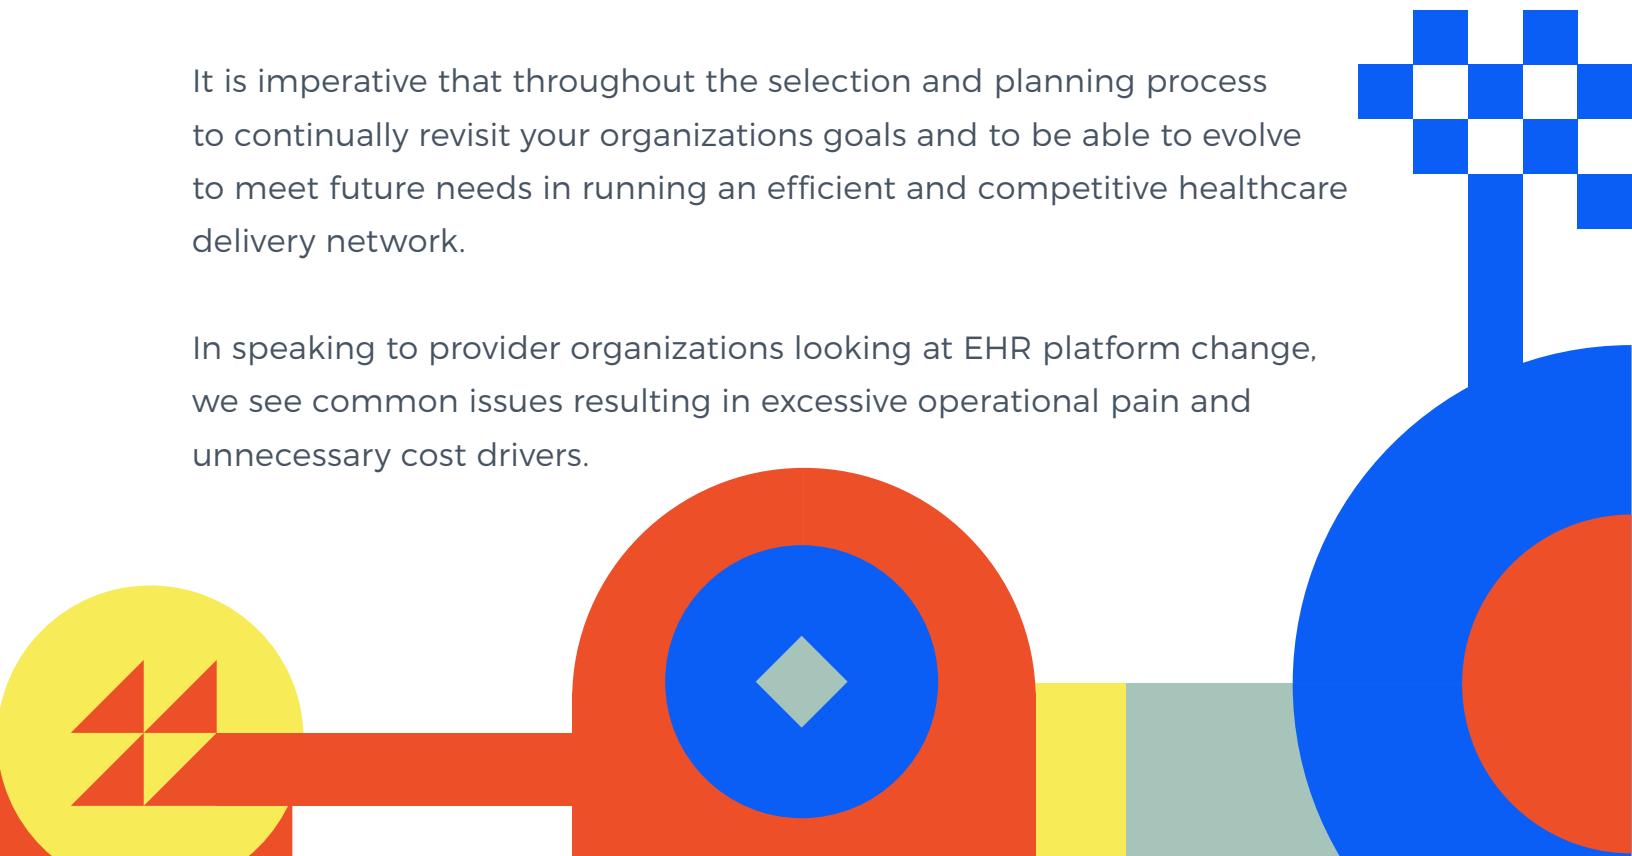 It is imperative that throughout the selection and planning process
to continually revisit your organizations goals and to be able to evolve
to meet future needs in running an efficient and competitive healthcare
delivery network.
In speaking to provider organizations looking at EHR platform change,
we see common issues resulting in excessive operational pain and
unnecessary cost drivers.